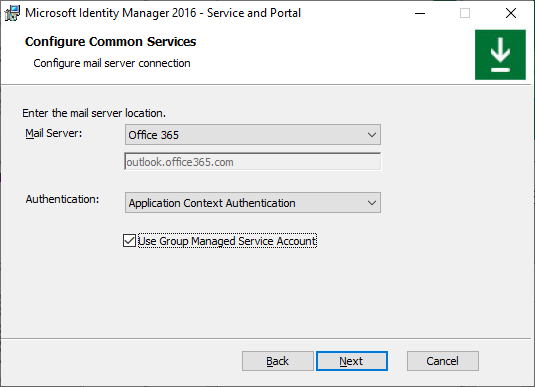 Microsoft Identity Manager 2016 - Service and Portal
Configure Common Services
Configure mail server connection
Enter the mail server location.
Mail Server: Office 365
outlook.office365.com
Authentication: Application Context Authentication
Use Group Managed Service Account
Back Next Cancel